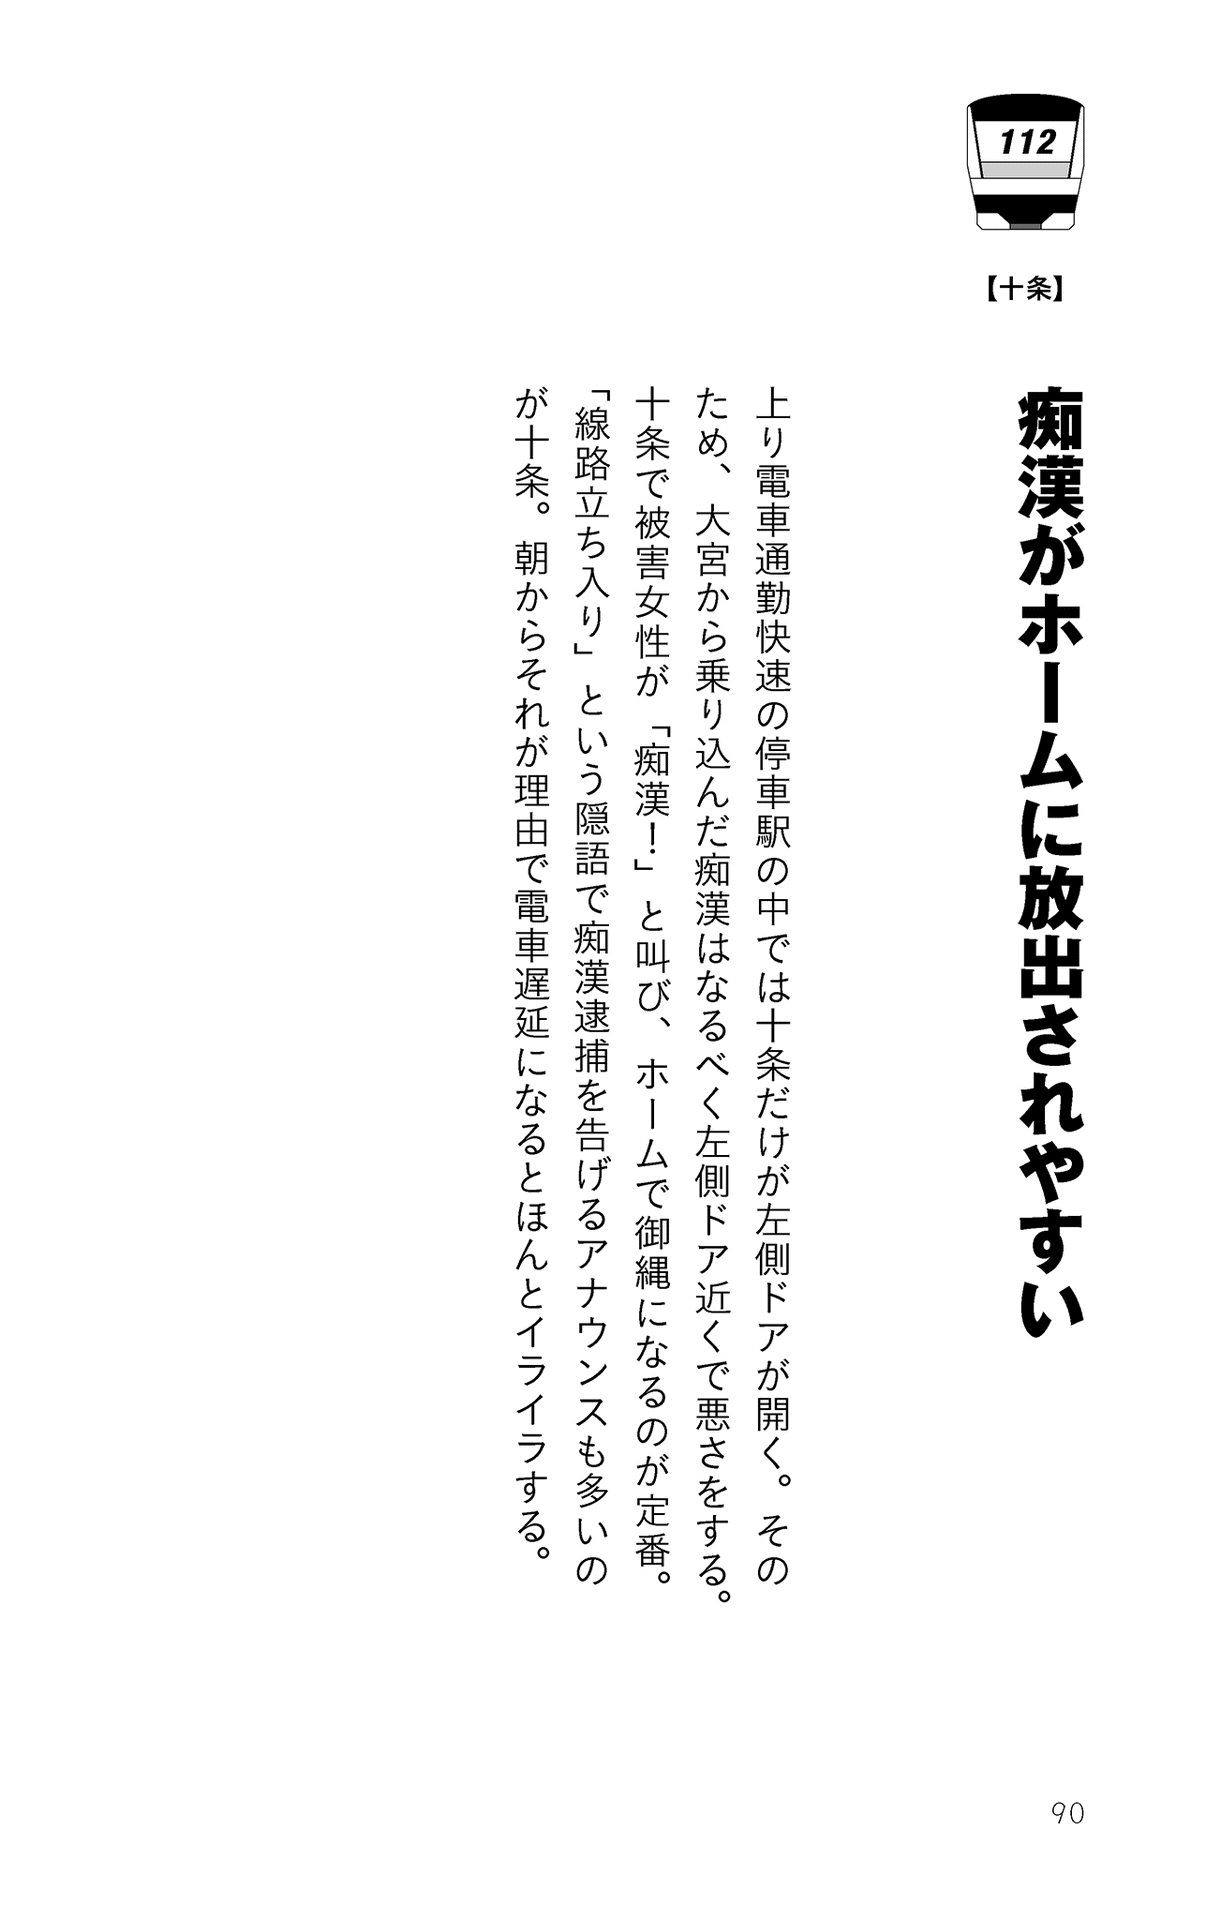 112
【十条】
痴漢がホームに放出されやすい
上り電車通勤快速の停車駅の中では十条だけが左側ドアが開く。その
ため、大宮から乗り込んだ痴漢はなるべく左側ドア近くで悪さをする。
十条で被害女性が「痴漢！」と叫び、ホームで御縄になるのが定番。
「線路立ち入り」という隠語で痴漢逮捕を告げるアナウンスも多いの
が十条。朝からそれが理由で電車遅延になるとほんとイライラする。
90